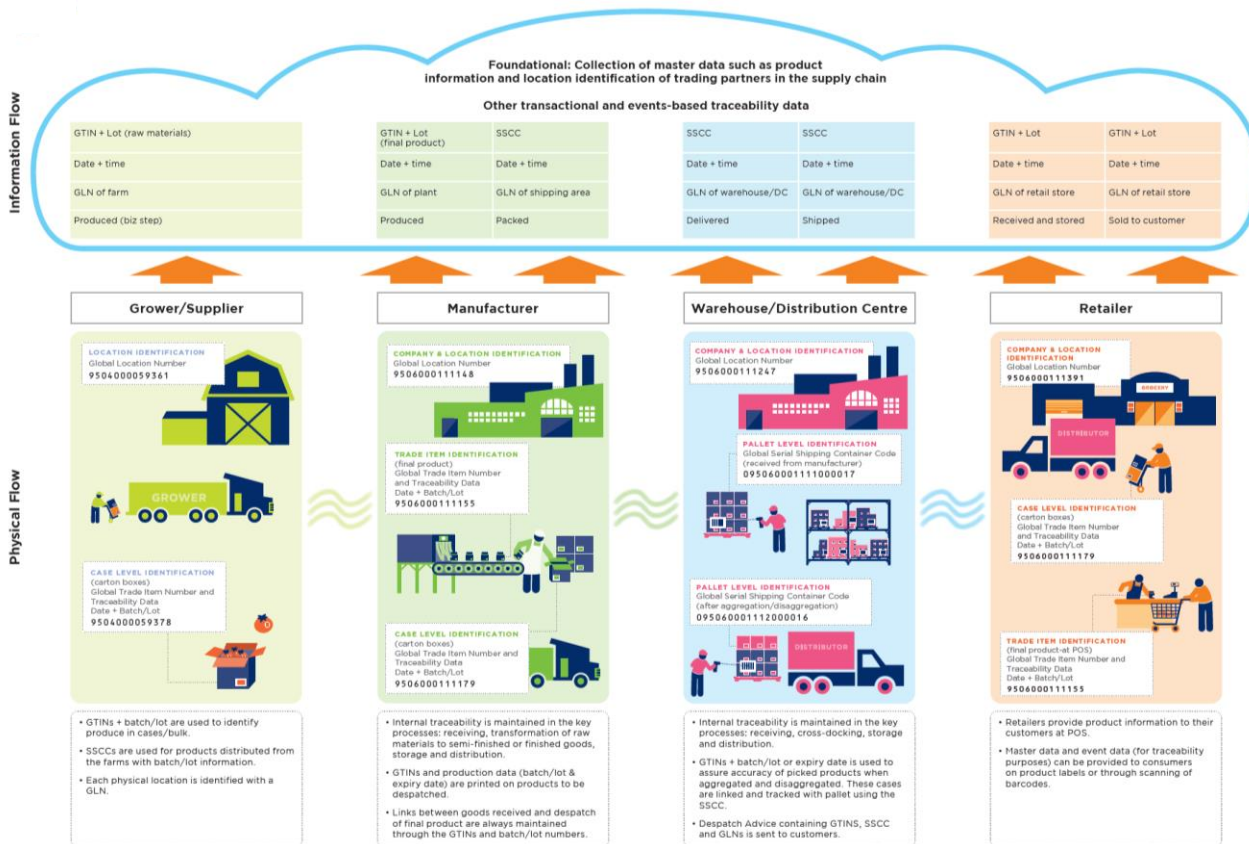 Foundational: Collection of master data such as product
information and location identification of trading partners in the supply chain
Other transactional and events-based traceability data
Information Flow
GTIN + Lot (raw materials)
Date + time
GLN of farm
Produced (biz step)
GTIN + Lot
(final product)
SSCC
Date + time
Date + time
GLN of plant
GLN of shipping area
Produced
Packed
SSCC
SSCC
Date + time
Date + time
GLN of warehouse/DC
GLN of warehouse/DC
Delivered
Shipped
GTIN + Lot
GTIN + Lot
Date + time
Date + time
GLN of retail store
GLN of retail store
Received and stored
Sold to customer
Physical Flow
Grower/Supplier
LOCATION IDENTIFICATION
Global Location Number
9504000059361
GROWER
CASE LEVEL IDENTIFICATION
(carton boxes)
Global Trade Item Number and
Traceability Data
Date + Batch/Lot
9504000059378
• GTINs + batch/lot are used to identify
produce in cases/bulk.
• SSCCs are used for products distributed from
the farms with batch/lot information.
• Each physical location is identified with a
GLN.
Manufacturer
COMPANY & LOCATION IDENTIFICATION
Global Location Number
9506000111148
TRADE ITEM IDENTIFICATION
(final product)
Global Trade Item Number
and Traceability Data
Date + Batch/Lot
9506000111155
CASE LEVEL IDENTIFICATION
(carton boxes)
Global Trade Item Number and
Traceability Data
Date + Batch/Lot
9506000111179
• Internal traceability is maintained in the key
processes: receiving, transformation of raw
materials to semi-finished or finished goods,
storage and distribution.
• GTINs and production data (batch/lot &
expiry date) are printed on products to be
despatched.
• Links between goods received and despatch
of final product are always maintained
through the GTINs and batch/lot numbers.
Warehouse/Distribution Centre
COMPANY & LOCATION IDENTIFICATION
Global Location Number
9506000111247
PALLET LEVEL IDENTIFICATION
Global Serial Shipping Container Code
(received from manufacturer)
095060001111000017
PALLET LEVEL IDENTIFICATION
Global Serial Shipping Container Code
(after aggregation/disaggregation)
095060001112000016
DISTRIBUTOR
• Internal traceability is maintained in the key
processes: receiving, cross-docking, storage
and distribution.
• GTINs + batch/lot or expiry date is used to
assure accuracy of picked products when
aggregated and disaggregated. These cases
are linked and tracked with pallet using the
SSCC.
• Despatch Advice containing GTINS, SSCC
and GLNs is sent to customers.
Retailer
COMPANY & LOCATION
IDENTIFICATION
Global Location Number
9506000111391
GROCERY
DISTRIBUTOR
CASE LEVEL IDENTIFICATION
(carton boxes)
Global Trade Item Number
and Traceability Data
Date + Batch/Lot
9506000111179
TRADE ITEM IDENTIFICATION
(final product-at POS)
Global Trade Item Number and
Traceability Data
Date + Batch/Lot
9506000111155
• Retailers provide product information to their
customers at POS.
• Master data and event data (for traceability
purposes) can be provided to consumers
on product labels or through scanning of
barcodes.